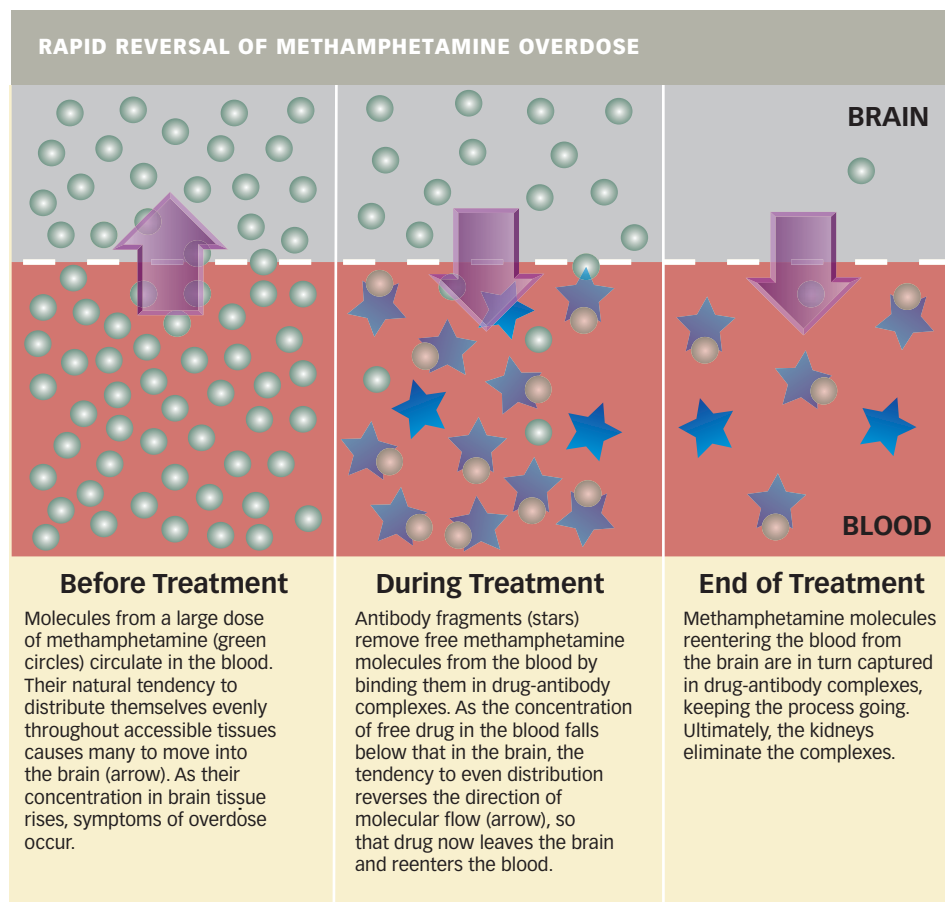 RAPID REVERSAL OF METHAMPHETAMINE OVERDOSE
BRAIN
BLOOD
Before Treatment
Molecules from a large dose
of methamphetamine (green
circles) circulate in the blood.
Their natural tendency to
distribute themselves evenly
throughout accessible tissues
causes many to move into
the brain (arrow). As their
concentration in brain tissue
rises, symptoms of overdose
occur.
During Treatment
Antibody fragments (stars)
remove free methamphetamine
molecules from the blood by
binding them in drug-antibody
complexes. As the concentration
of free drug in the blood falls
below that in the brain, the
tendency to even distribution
reverses the direction of
molecular flow (arrow), so
that drug now leaves the brain
and reenters the blood.
End of Treatment
Methamphetamine molecules
reentering the blood from
the brain are in turn captured
in drug-antibody complexes,
keeping the process going.
Ultimately, the kidneys
eliminate the complexes.